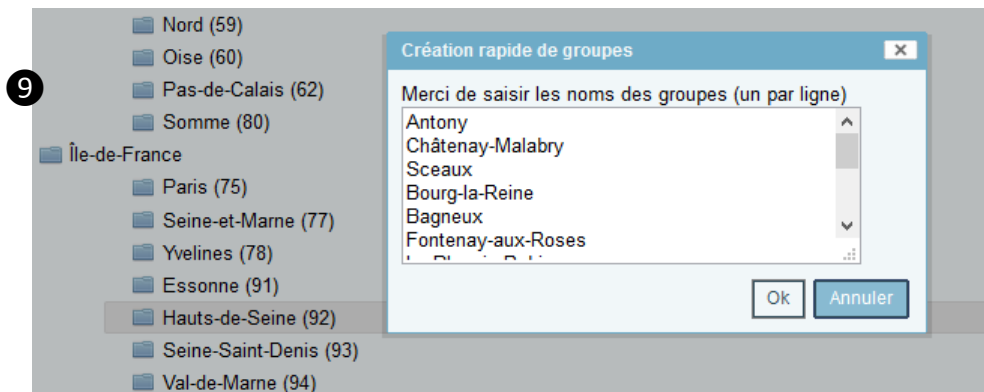 Nord (59)
Oise (60)
9
Pas-de-Calais (62)
Somme (80)
Île-de-France
Paris (75)
Seine-et-Marne (77)
Yvelines (78)
Essonne (91)
Hauts-de-Seine (92)
Seine-Saint-Denis (93)
Val-de-Marne (94)
Création rapide de groupes
Merci de saisir les noms des groupes (un par ligne)
Antony
Châtenay-Malabry
Sceaux
Bourg-la-Reine
Bagneux
Fontenay-aux-Roses
Ok
Annuler